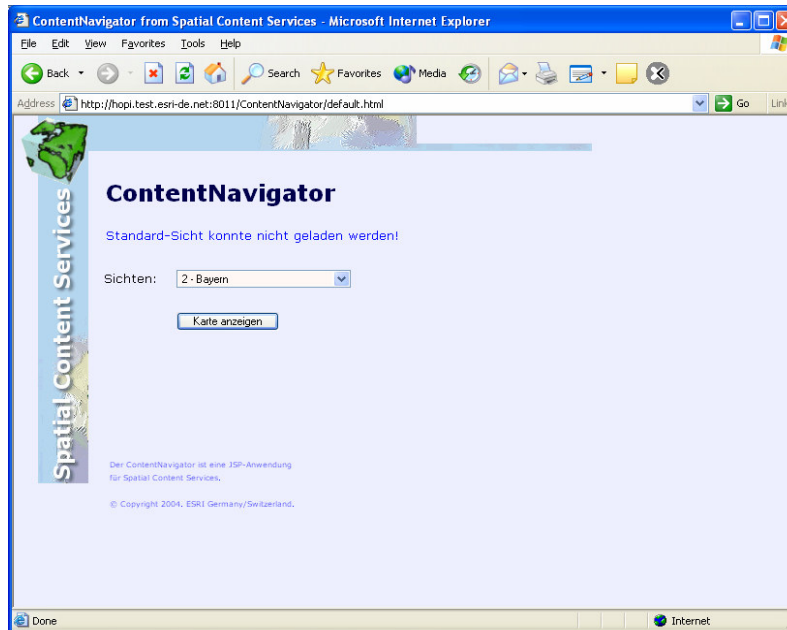 ContentNavigator from Spatial Content Services - Microsoft Internet Explorer
File Edit View Favorites Tools Help
Back Search Favorites Media
Address http://hopi.test.esri-de.net:8011/ContentNavigator/default.html Go Link
Spatial Content Services
ContentNavigator
Standard-Sicht konnte nicht geladen werden!
Sichten: 2 - Bayern
Karte anzeigen
Der ContentNavigator ist eine JSP-Anwendung
für Spatial Content Services.
© Copyright 2004. ESRI Germany/Switzerland.
Done Internet